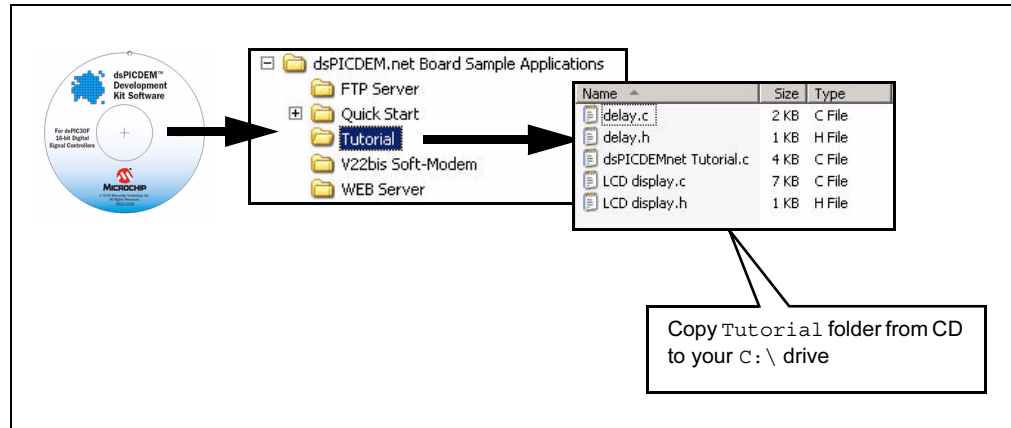 dsPICDEM™
Development
Kit Software
For dsPIC30F
16-bit Digital
Signal Controllers
MICROCHIP
dsPICDEM.net Board Sample Applications
FTP Server
Quick Start
Tutorial
V22bis Soft-Modem
WEB Server
Name Size Type
delay.c 2 KB C File
delay.h 1 KB H File
dsPICDEMnet Tutorial.c 4 KB C File
LCD display.c 7 KB C File
LCD display.h 1 KB H File
Copy Tutorial folder from CD
to your C:\ drive